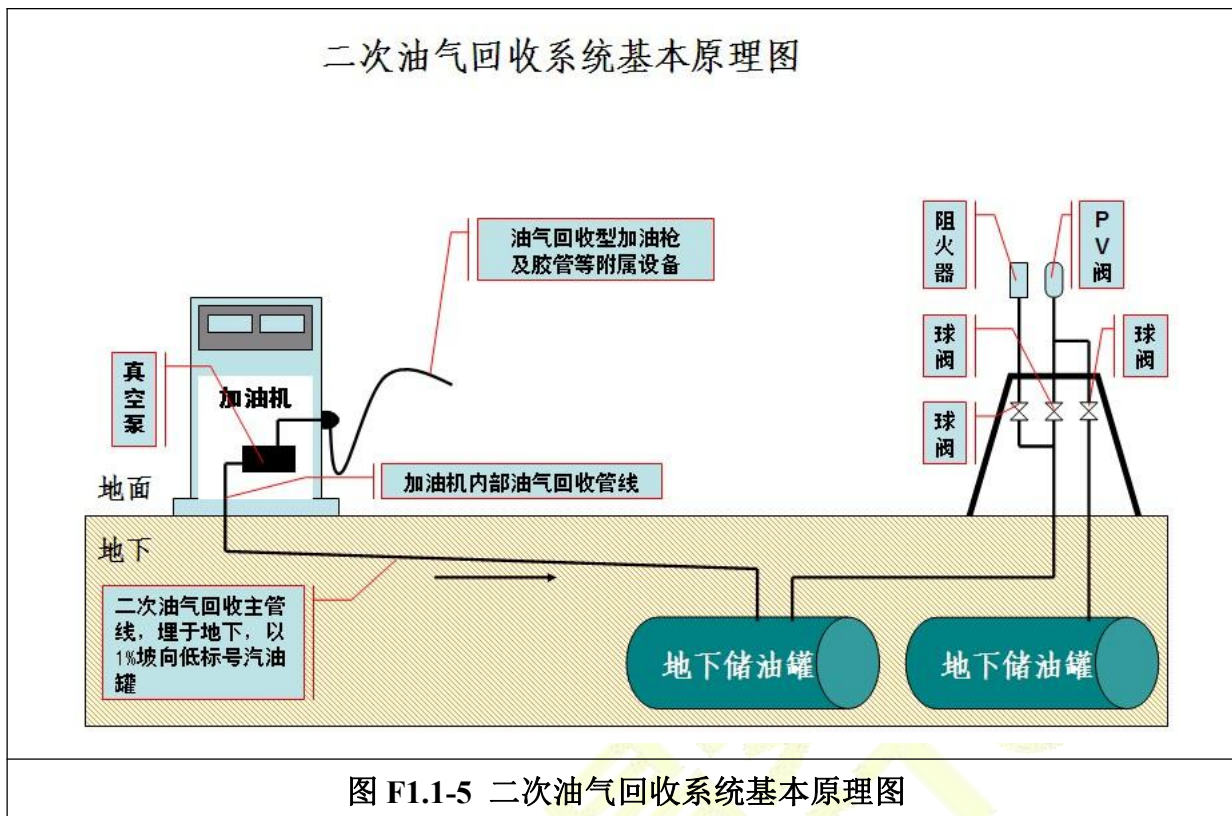 二次油气回收系统基本原理图
油气回收型加油枪
及胶管等附属设备
阻
火
器
P
V
阀
球
阀
球
阀
真
空
泵
加油机
球
阀
加油机内部油气回收管线
地面
地下
二次油气回收主管
线，埋于地下，以
1%坡向低标号汽油
罐
地下储油罐
地下储油罐
图 F1.1-5 二次油气回收系统基本原理图